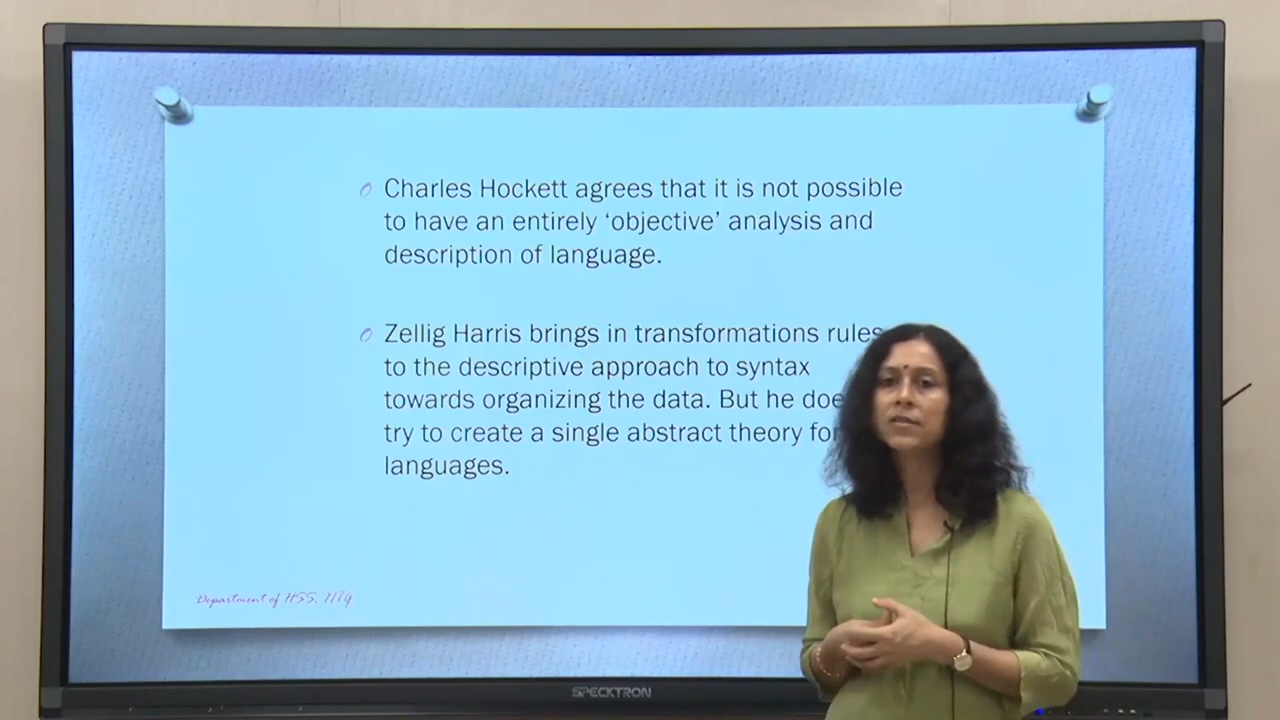 Charles Hockett agrees that it is not possible
to have an entirely ‘objective’ analysis and
description of language.
Zellig Harris brings in transformations rules
to the descriptive approach to syntax
towards organizing the data. But he
try to create a single abstract theory
languages.
Department of HSS, IITG
SPECKTRON